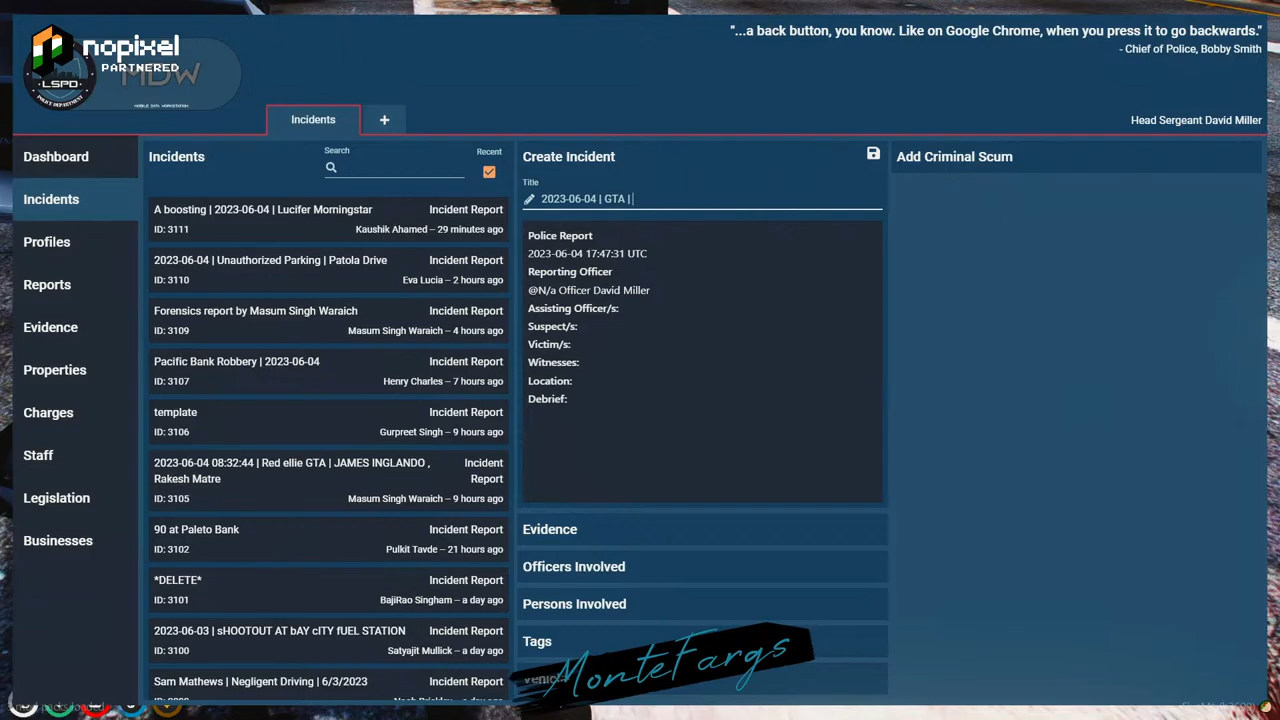 nopixel
PARTNERED
LSPD
POLICE DEPARTMENT
MDW
MOBILE DATA WORKSTATION
"...a back button, you know. Like on Google Chrome, when you press it to go backwards."
- Chief of Police, Bobby Smith
Incidents
+
Head Sergeant David Miller
Dashboard
Incidents
Profiles
Reports
Evidence
Properties
Charges
Staff
Legislation
Businesses
Incidents
Search
Recent
A boosting | 2023-06-04 | Lucifer Morningstar Incident Report
ID: 3111 Kaushik Ahamed – 29 minutes ago
2023-06-04 | Unauthorized Parking | Patola Drive Incident Report
ID: 3110 Eva Lucia – 2 hours ago
Forensics report by Masum Singh Waraich Incident Report
ID: 3109 Masum Singh Waraich – 4 hours ago
Pacific Bank Robbery | 2023-06-04 Incident Report
ID: 3107 Henry Charles – 7 hours ago
template Incident Report
ID: 3106 Gurpreet Singh – 9 hours ago
2023-06-04 08:32:44 | Red ellie GTA | JAMES INGLANDO , Incident
Rakesh Matre Report
ID: 3105 Masum Singh Waraich – 9 hours ago
90 at Paleto Bank Incident Report
ID: 3102 Pulkit Tavde – 21 hours ago
*DELETE* Incident Report
ID: 3101 BajiRao Singham – a day ago
2023-06-03 | sHOOTOUT AT bAY cITY fUEL STATION Incident Report
ID: 3100 Satyajit Mullick – a day ago
Sam Mathews | Negligent Driving | 6/3/2023 Incident Report
Create Incident
Title
2023-06-04 | GTA |
Police Report
2023-06-04 17:47:31 UTC
Reporting Officer
@N/a Officer David Miller
Assisting Officer/s:
Suspect/s:
Victim/s:
Witnesses:
Location:
Debrief:
Evidence
Officers Involved
Persons Involved
Tags
MonteFargs
Add Criminal Scum